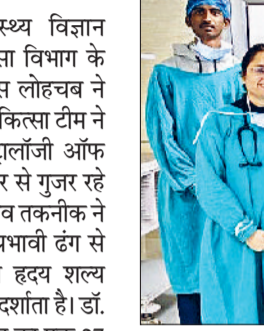 स्थ्य विज्ञान
सा विभाग के
स लोहचब ने
कित्सा टीम ने
ट्रालॉजी ऑफ
र से गुजर रहे
व तकनीक ने
प्रभावी ढंग से
हृदय शल्य
दर्शाता है। डॉ.